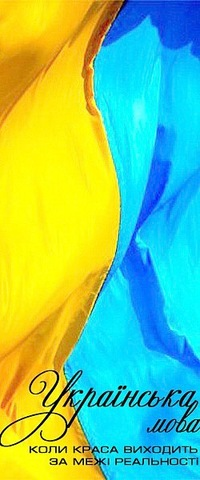 Українська
мова
КОЛИ КРАСА ВИХОДИТЬ
ЗА МЕЖІ РЕАЛЬНОСТІ